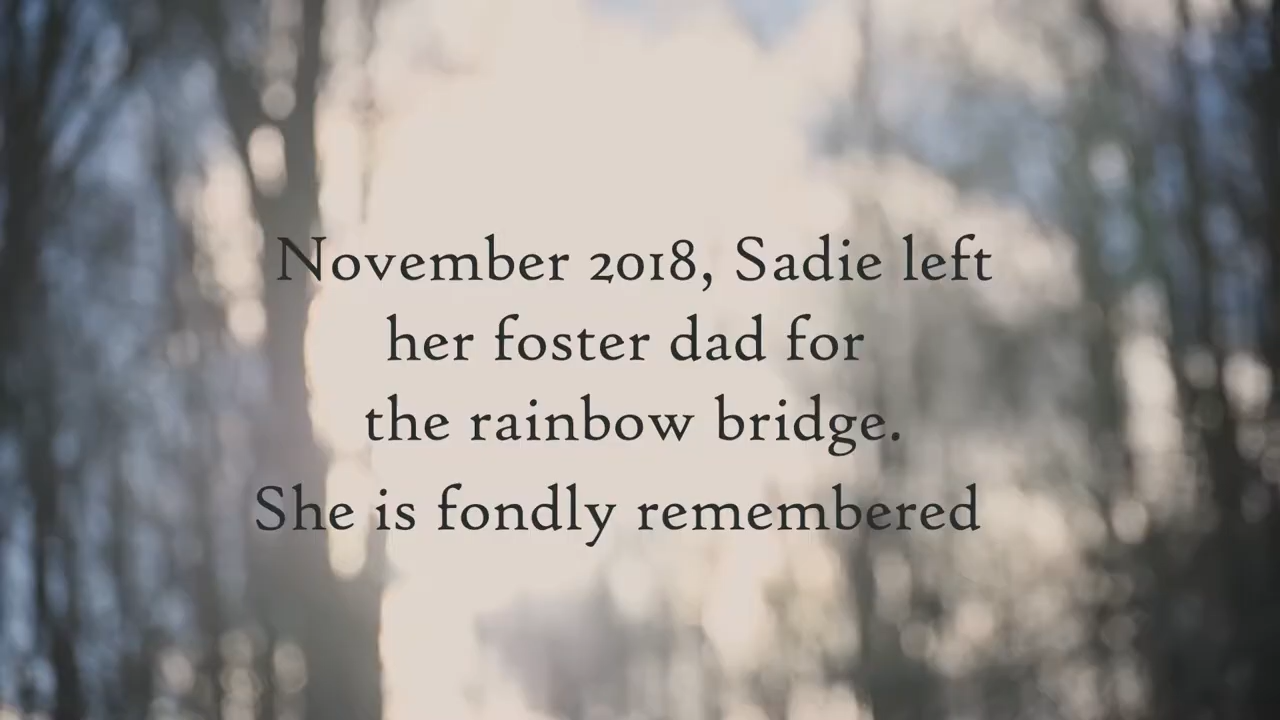 November 2018, Sadie left
her foster dad for
the rainbow bridge.
She is fondly remembered